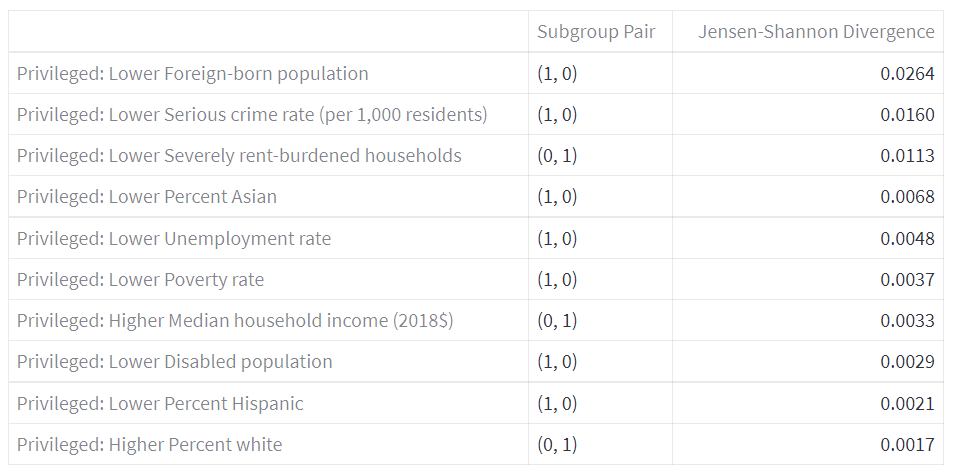 Subgroup Pair Jensen-Shannon Divergence
Privileged: Lower Foreign-born population (1, 0) 0.0264
Privileged: Lower Serious crime rate (per 1,000 residents) (1, 0) 0.0160
Privileged: Lower Severely rent-burdened households (0, 1) 0.0113
Privileged: Lower Percent Asian (1, 0) 0.0068
Privileged: Lower Unemployment rate (1, 0) 0.0048
Privileged: Lower Poverty rate (1, 0) 0.0037
Privileged: Higher Median household income (2018$) (0, 1) 0.0033
Privileged: Lower Disabled population (1, 0) 0.0029
Privileged: Lower Percent Hispanic (1, 0) 0.0021
Privileged: Higher Percent white (0, 1) 0.0017